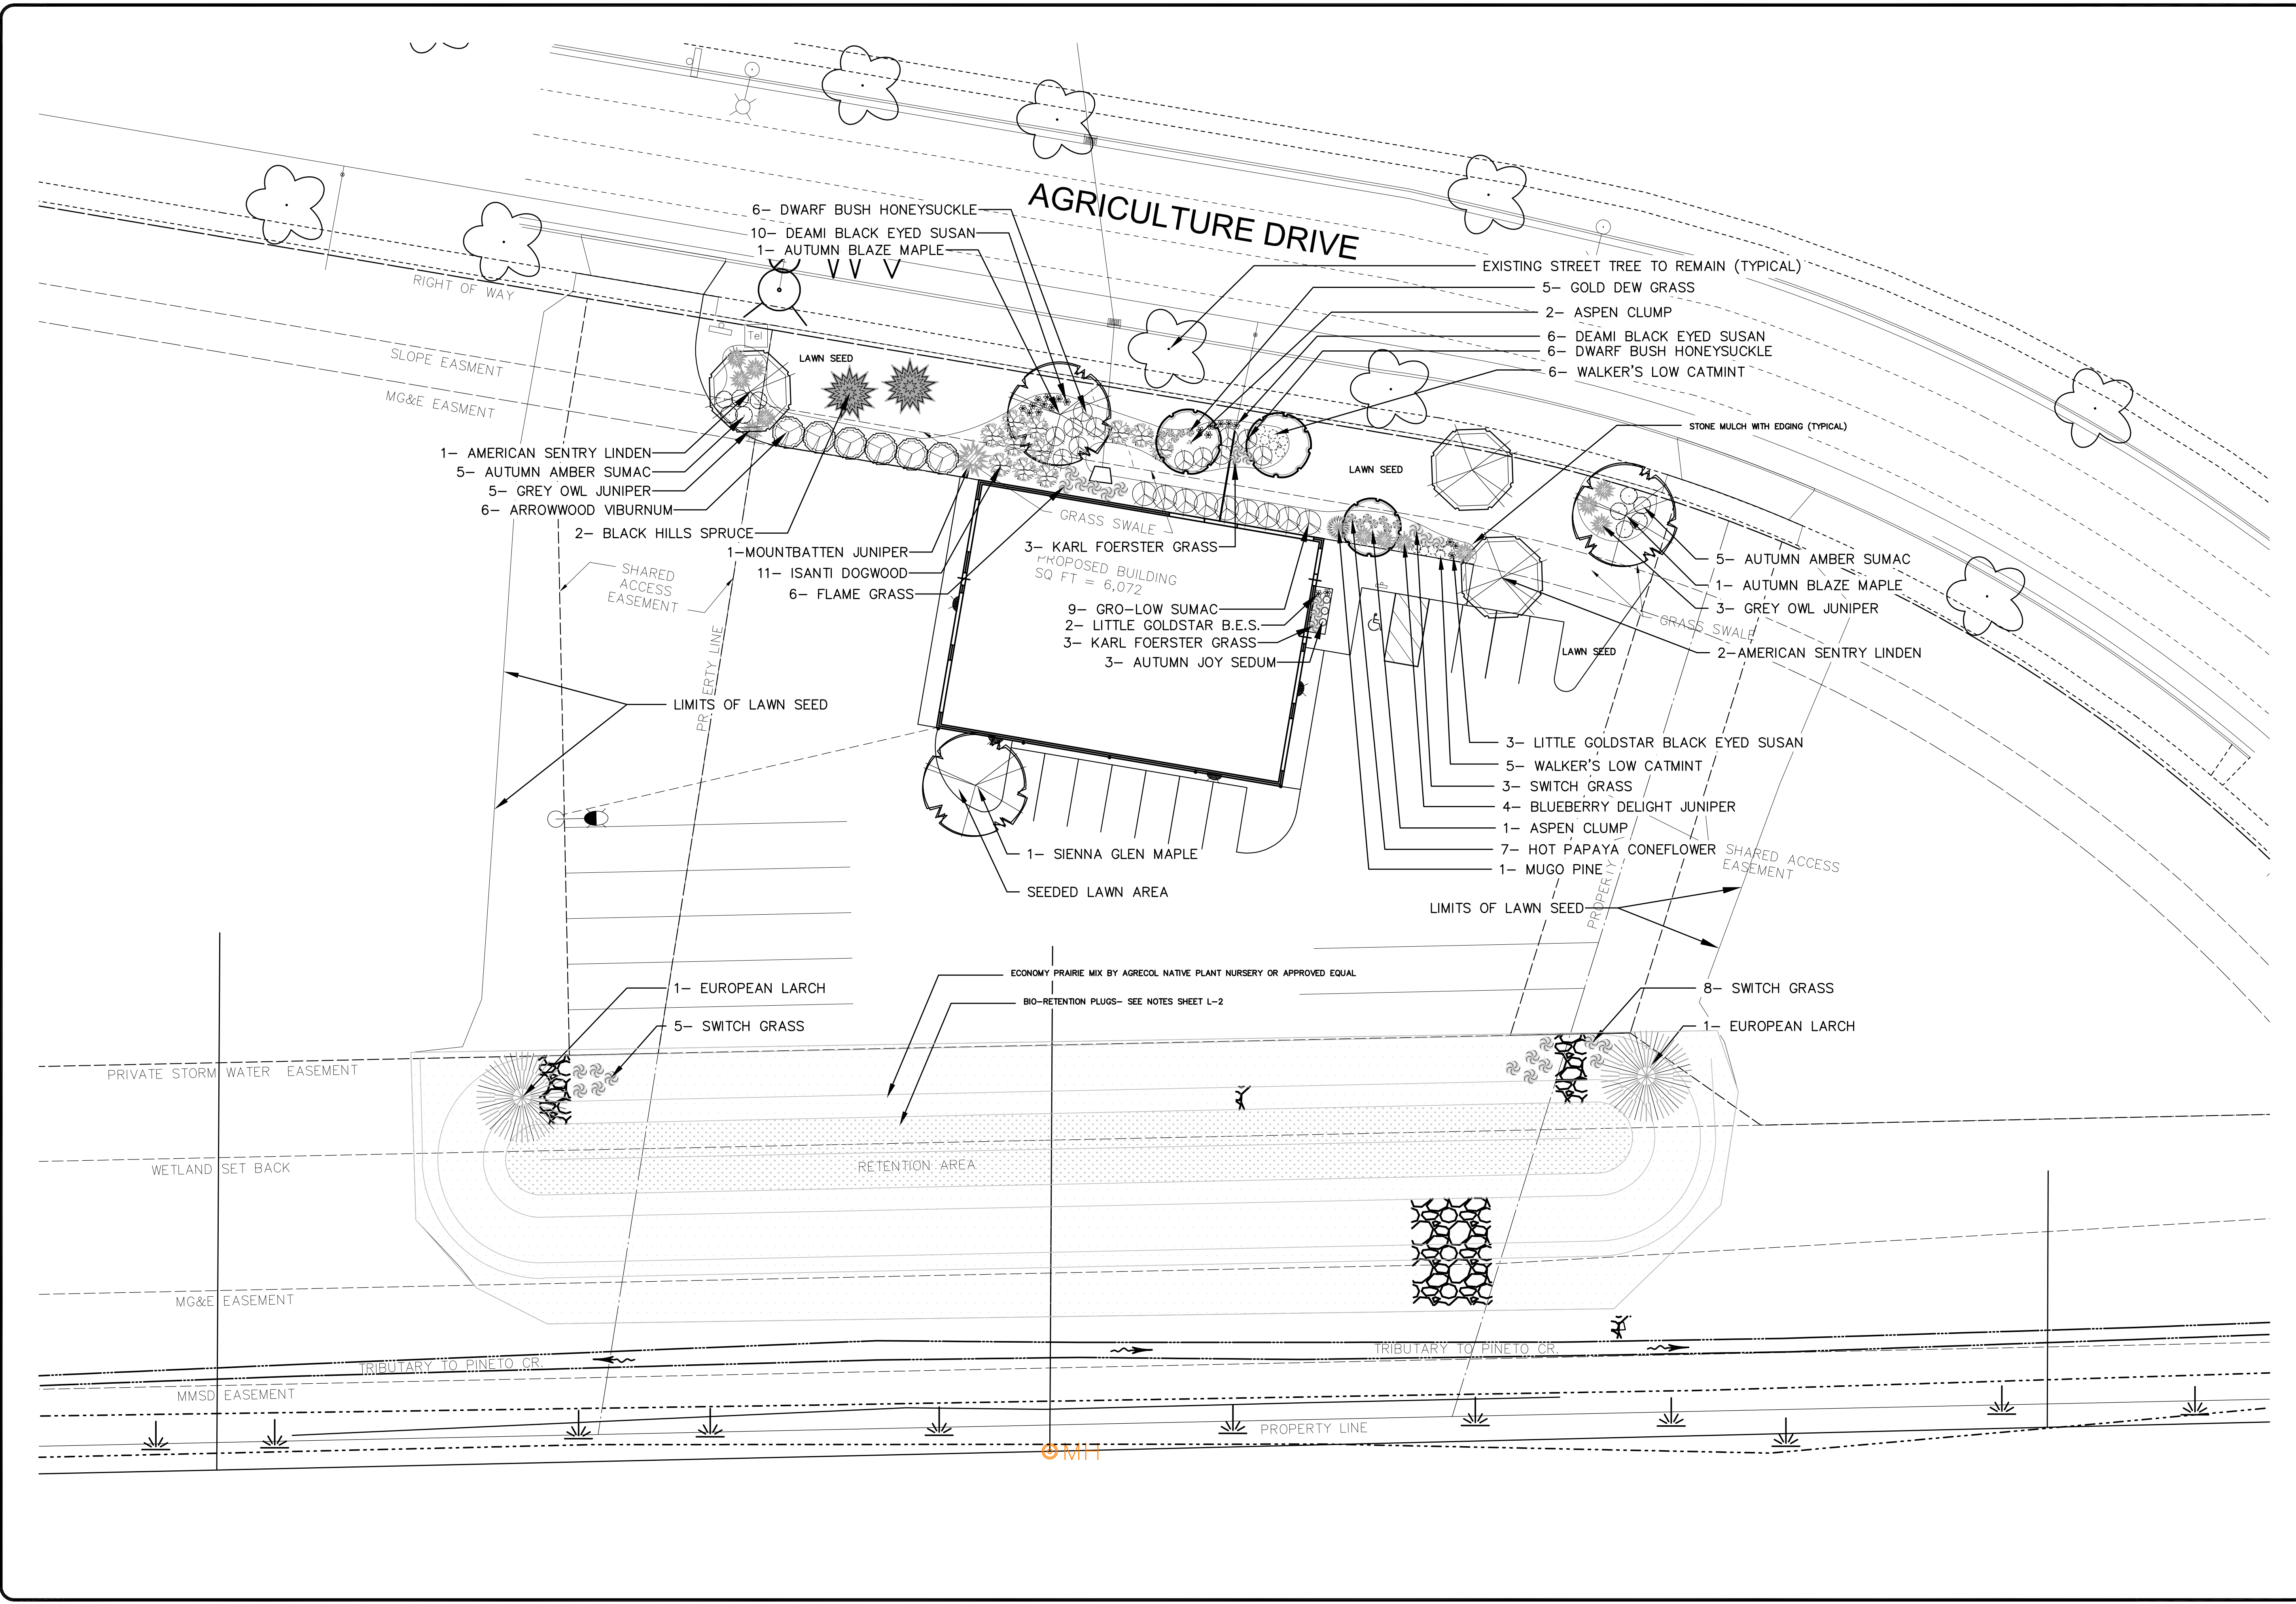 AGRICULTURE DRIVE
6- DWARF BUSH HONEYSUCKLE
10- DEAMI BLACK EYED SUSAN
1- AUTUMN BLAZE MAPLE
EXISTING STREET TREE TO REMAIN (TYPICAL)
5- GOLD DEW GRASS
2- ASPEN CLUMP
6- DEAMI BLACK EYED SUSAN
6- DWARF BUSH HONEYSUCKLE
6- WALKER'S LOW CATMINT
RIGHT OF WAY
SLOPE EASMENT
MG&E EASMENT
Tel
LAWN SEED
STONE MULCH WITH EDGING (TYPICAL)
LAWN SEED
1- AMERICAN SENTRY LINDEN
5- AUTUMN AMBER SUMAC
5- GREY OWL JUNIPER
6- ARROWWOOD VIBURNUM
2- BLACK HILLS SPRUCE
1-MOUNTBATTEN JUNIPER
11- ISANTI DOGWOOD
6- FLAME GRASS
GRASS SWALE
3- KARL FOERSTER GRASS
PROPOSED BUILDING
SQ FT = 6,072
9- GRO-LOW SUMAC
2- LITTLE GOLDSTAR B.E.S.
3- KARL FOERSTER GRASS
3- AUTUMN JOY SEDUM
SHARED
ACCESS
EASEMENT
5- AUTUMN AMBER SUMAC
1- AUTUMN BLAZE MAPLE
3- GREY OWL JUNIPER
GRASS SWALE
LAWN SEED
2-AMERICAN SENTRY LINDEN
PR ERTY LINE
LIMITS OF LAWN SEED
3- LITTLE GOLDSTAR BLACK EYED SUSAN
5- WALKER'S LOW CATMINT
3- SWITCH GRASS
4- BLUEBERRY DELIGHT JUNIPER
1- ASPEN CLUMP
7- HOT PAPAYA CONEFLOWER
1- MUGO PINE
SHARED ACCESS
EASEMENT
1- SIENNA GLEN MAPLE
SEEDED LAWN AREA
LIMITS OF LAWN SEED
PROPERTY
ECONOMY PRAIRIE MIX BY AGRECOL NATIVE PLANT NURSERY OR APPROVED EQUAL
BIO-RETENTION PLUGS- SEE NOTES SHEET L-2
1- EUROPEAN LARCH
5- SWITCH GRASS
8- SWITCH GRASS
1- EUROPEAN LARCH
PRIVATE STORM WATER EASEMENT
WETLAND SET BACK
RETENTION AREA
MG&E EASEMENT
TRIBUTARY TO PINETO CR.
TRIBUTARY TO PINETO CR.
MMSD EASEMENT
PROPERTY LINE
MH